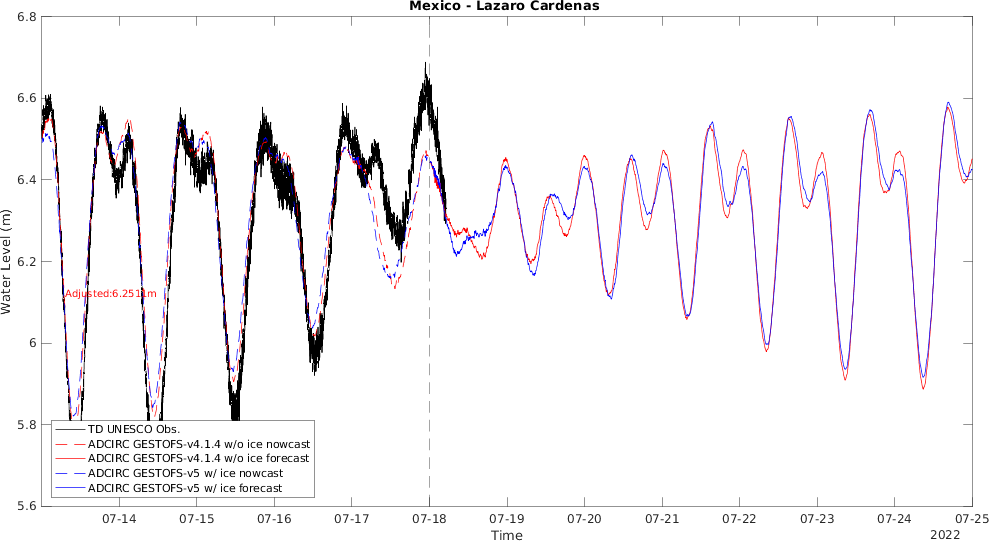 Mexico - Lazaro Cardenas
6.8
6.6
6.4
6.2
6
5.8
5.6
Water Level (m)
Adjusted:6.2511m
TD UNESCO Obs.
ADCIRC GESTOFS-v4.1.4 w/o ice nowcast
ADCIRC GESTOFS-v4.1.4 w/o ice forecast
ADCIRC GESTOFS-v5 w/ ice nowcast
ADCIRC GESTOFS-v5 w/ ice forecast
07-14 07-15 07-16 07-17 07-18 07-19 07-20 07-21 07-22 07-23 07-24 07-25
Time
2022